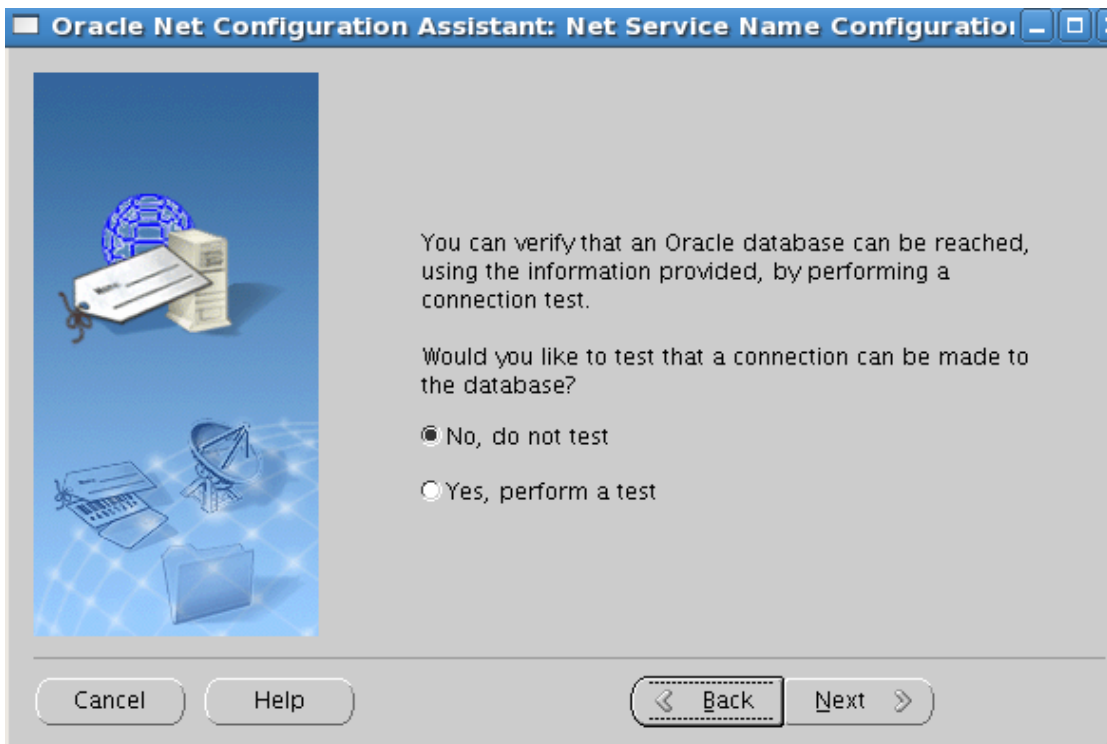 Oracle Net Configuration Assistant: Net Service Name Configuration
You can verify that an Oracle database can be reached,
using the information provided, by performing a
connection test.
Would you like to test that a connection can be made to
the database?
No, do not test
Yes, perform a test
Cancel
Help
Back
Next